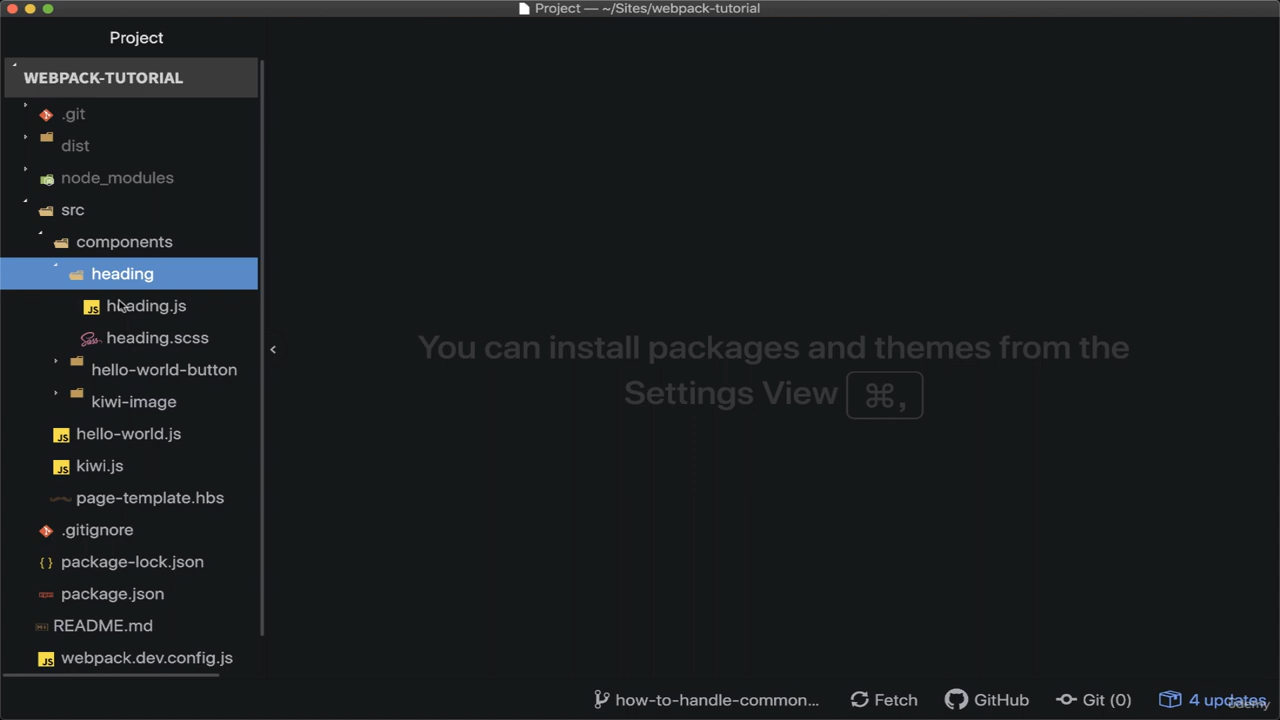 Project — ~/Sites/webpack-tutorial
Project
WEBPACK-TUTORIAL
.git
dist
node_modules
src
components
heading
heading.js
heading.scss
hello-world-button
kiwi-image
hello-world.js
kiwi.js
page-template.hbs
.gitignore
package-lock.json
package.json
README.md
webpack.dev.config.js
You can install packages and themes from the
Settings View ⌘,
how-to-handle-common...
Fetch
GitHub
Git (0)
4 updates
udemy